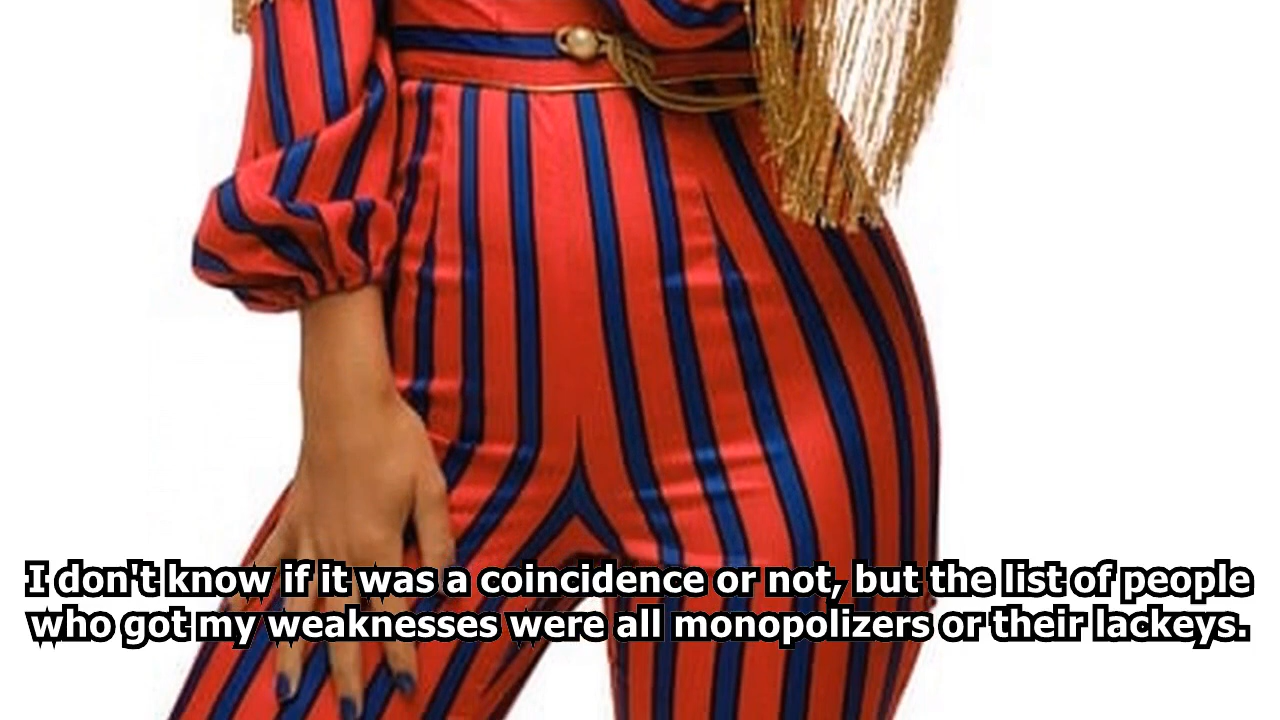 I don't know if it was a coincidence or not, but the list of people
who got my weaknesses were all monopolizers or their lackeys.